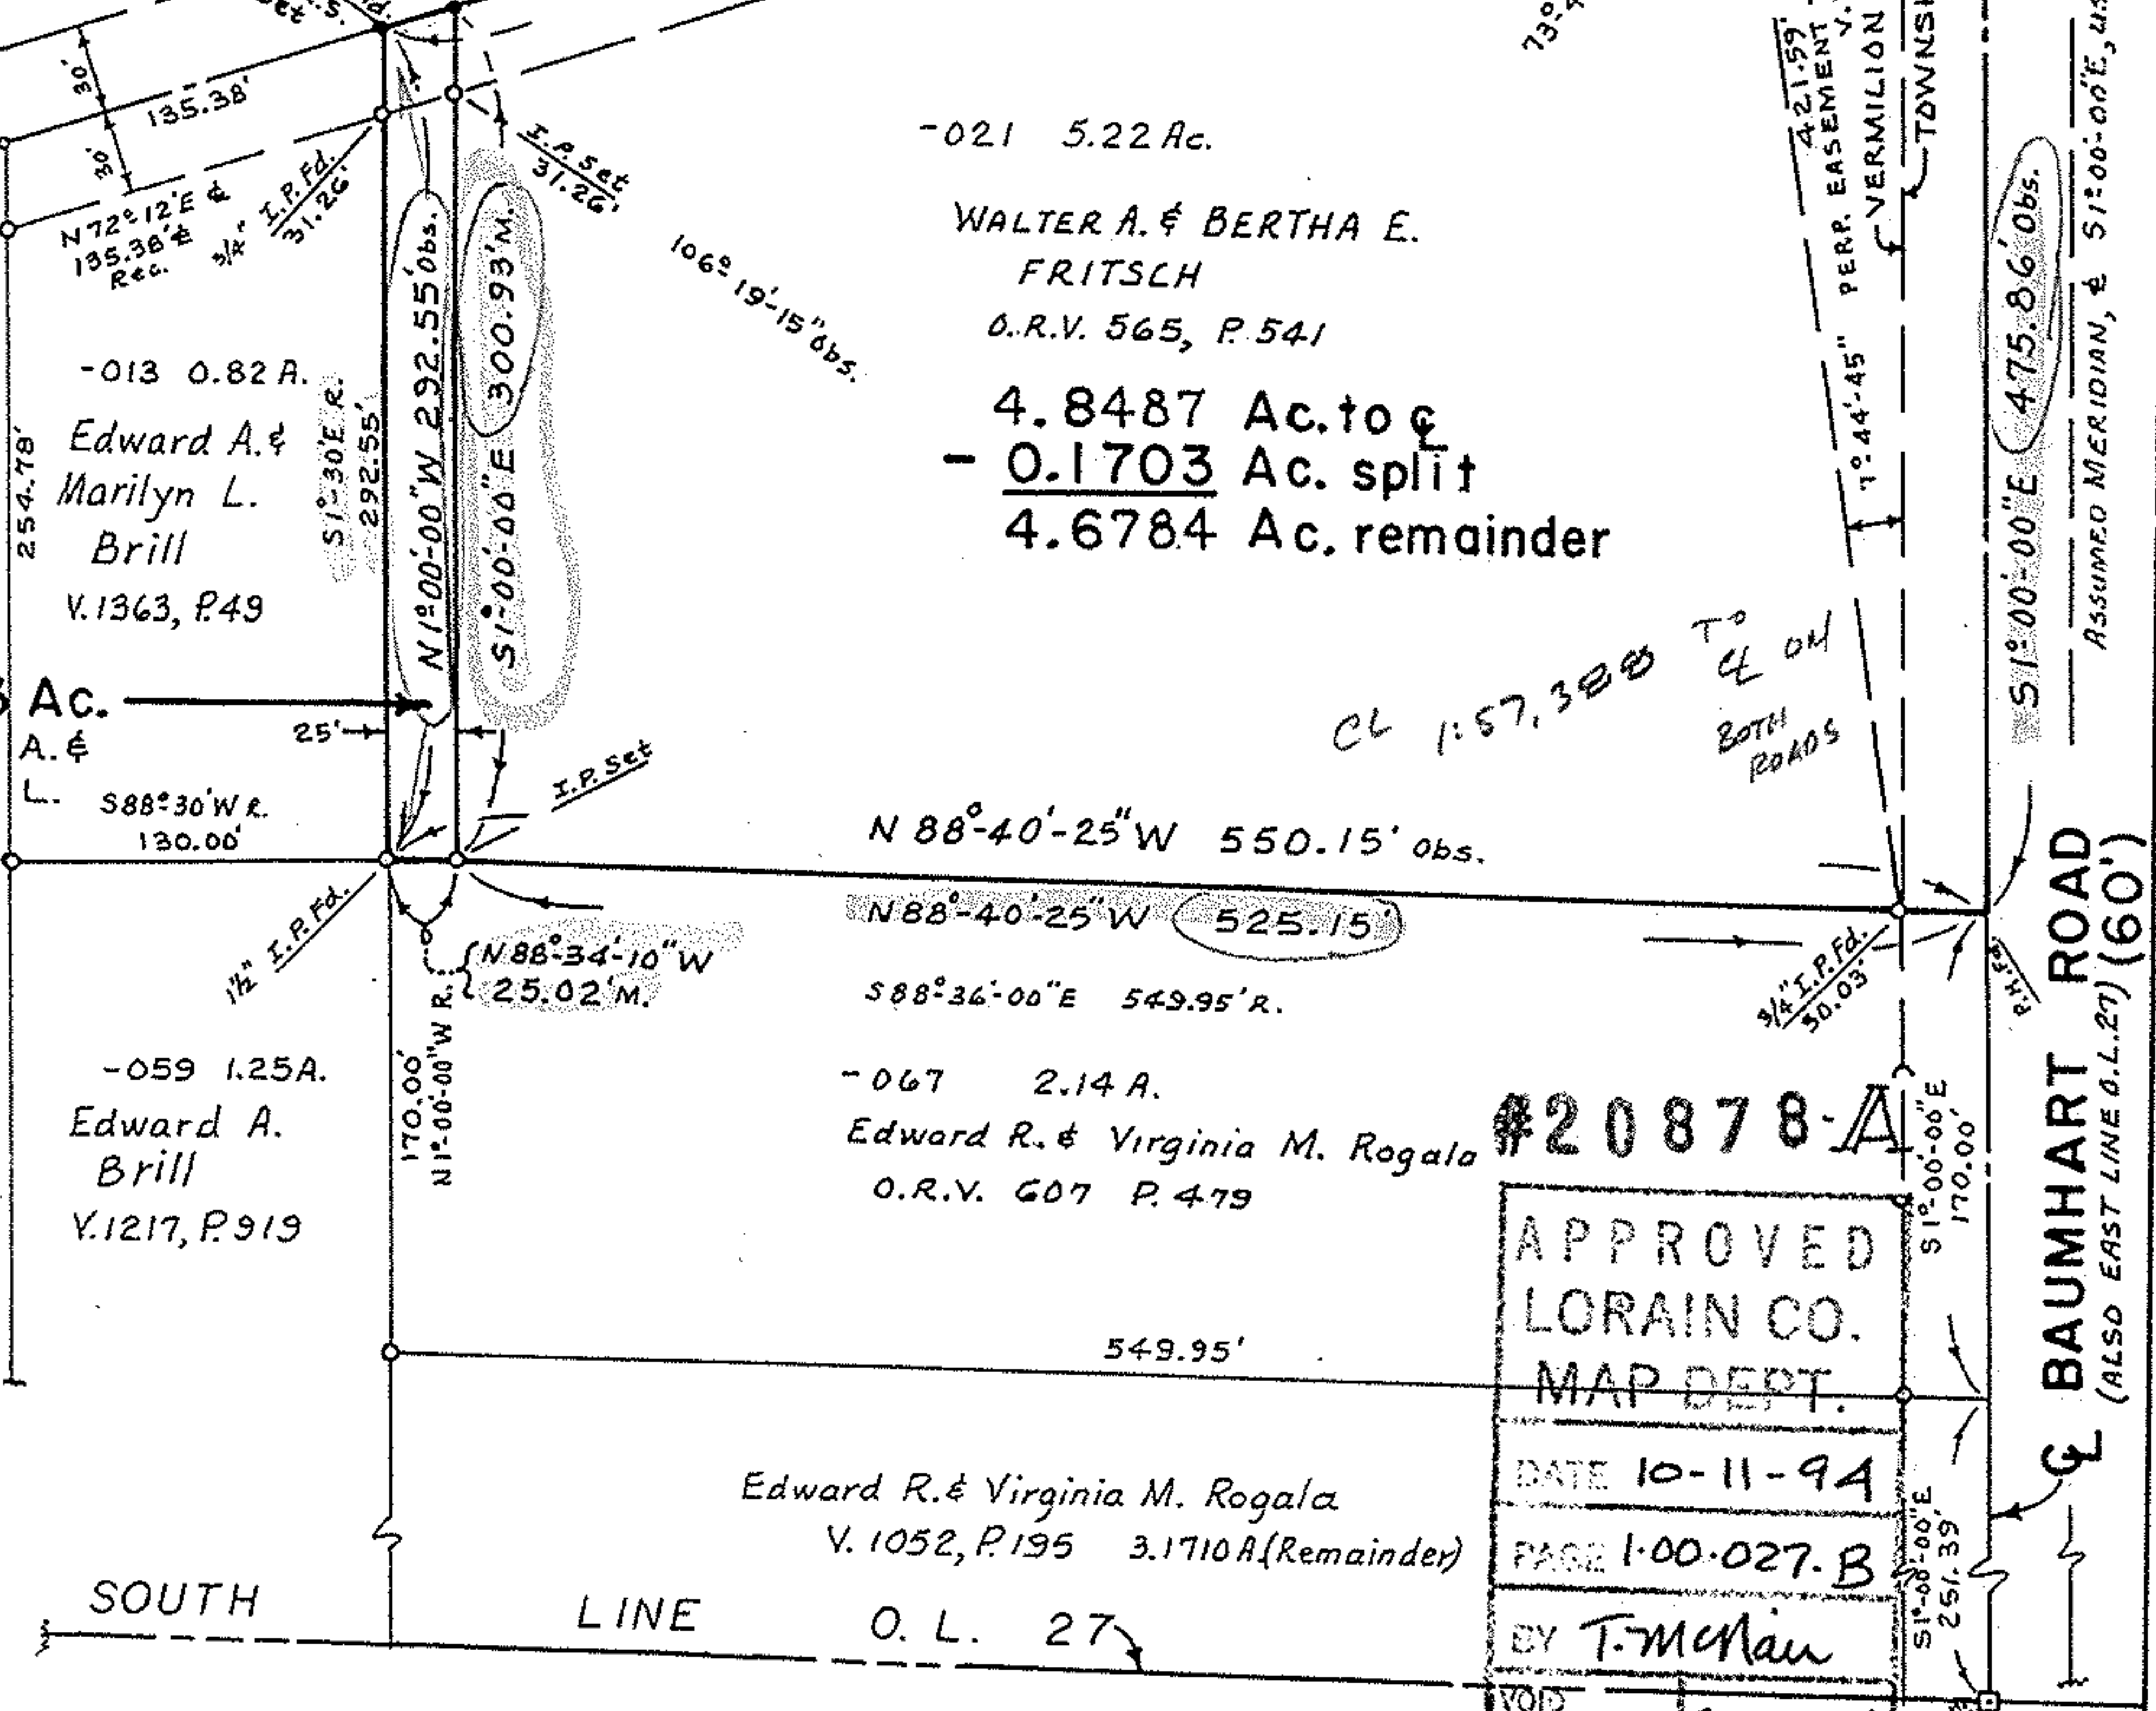 30'
30'
135.38'
N 72°12'E &
135.38'&
Rec.
3/4" I.P. Fd.
31.26'
I.P. Set
31.26'
106°19'-15" Obs.
-021 5.22 Ac.
WALTER A. & BERTHA E.
FRITSCH
O.R.V. 565, P. 541
4.8487 Ac. to ℄
- 0.1703 Ac. split
4.6784 Ac. remainder
421.59'
PERP. EASEMENT
VERMILION
7°-44'-45"
S1°-00'-00"E 475.86' Obs.
ASSUMED MERIDIAN, & S1°-00'-00"E,
-013 0.82 A.
Edward A. &
Marilyn L.
Brill
V. 1363, P. 49
254.78'
S1°-30'E R.
292.55'
N1°-00'-00"W 292.55' Obs.
S1°-00'-00"E 300.93' M.
Ac.
A. &
L.
25'
S88°30'W R.
130.00'
I.P. Set
CL 1:57,388 TO
℄ ON
BOTH
ROADS
N 88°-40'-25"W 550.15' Obs.
N 88°-40'-25"W 525.15'
1½" I.P. Fd.
N 88°-34'-10"W
25.02' M.
S88°-36'-00"E 549.95' R.
3/4" I.P. Fd.
30.03'
-059 1.25A.
Edward A.
Brill
V. 1217, P. 919
170.00'
N1°-00'-00"W R.
-067 2.14 A.
Edward R. & Virginia M. Rogala
O.R.V. 607 P. 479
#20878-A
S1°-00'-00"E
170.00'
℄ BAUMHART ROAD
(ALSO EAST LINE O.L. 27) (60')
APPROVED
LORAIN CO.
MAP DEPT.
DATE 10-11-94
PAGE 1.00.027.B
BY T. McNair
VOID
549.95'
Edward R. & Virginia M. Rogala
V. 1052, P. 195 3.1710 A.(Remainder)
S1°-00'-00"E
251.39'
SOUTH LINE O. L. 27